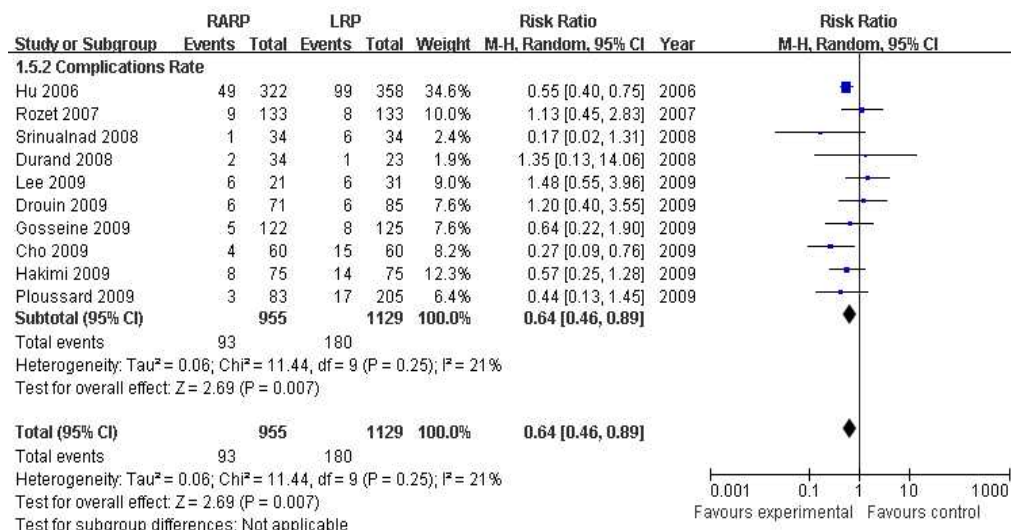 RARP LRP Risk Ratio Risk Ratio
Study or Subgroup Events Total Events Total Weight M-H, Random, 95% CI Year M-H, Random, 95% CI
1.5.2 Complications Rate
Hu 2006 49 322 99 358 34.6% 0.55 [0.40, 0.75] 2006
Rozet 2007 9 133 8 133 10.0% 1.13 [0.45, 2.83] 2007
Srinualnad 2008 1 34 6 34 2.4% 0.17 [0.02, 1.31] 2008
Durand 2008 2 34 1 23 1.9% 1.35 [0.13, 14.06] 2008
Lee 2009 6 21 6 31 9.0% 1.48 [0.55, 3.96] 2009
Drouin 2009 6 71 6 85 7.6% 1.20 [0.40, 3.55] 2009
Gosseine 2009 5 122 8 125 7.6% 0.64 [0.22, 1.90] 2009
Cho 2009 4 60 15 60 8.2% 0.27 [0.09, 0.76] 2009
Hakimi 2009 8 75 14 75 12.3% 0.57 [0.25, 1.28] 2009
Ploussard 2009 3 83 17 205 6.4% 0.44 [0.13, 1.45] 2009
Subtotal (95% CI) 955 1129 100.0% 0.64 [0.46, 0.89]
Total events 93 180
Heterogeneity: Tau² = 0.06; Chi² = 11.44, df = 9 (P = 0.25); I² = 21%
Test for overall effect: Z = 2.69 (P = 0.007)
Total (95% CI) 955 1129 100.0% 0.64 [0.46, 0.89]
Total events 93 180
Heterogeneity: Tau² = 0.06; Chi² = 11.44, df = 9 (P = 0.25); I² = 21%
Test for overall effect: Z = 2.69 (P = 0.007)
Test for subgroup differences: Not applicable
0.001 0.1 1 10 1000
Favours experimental Favours control